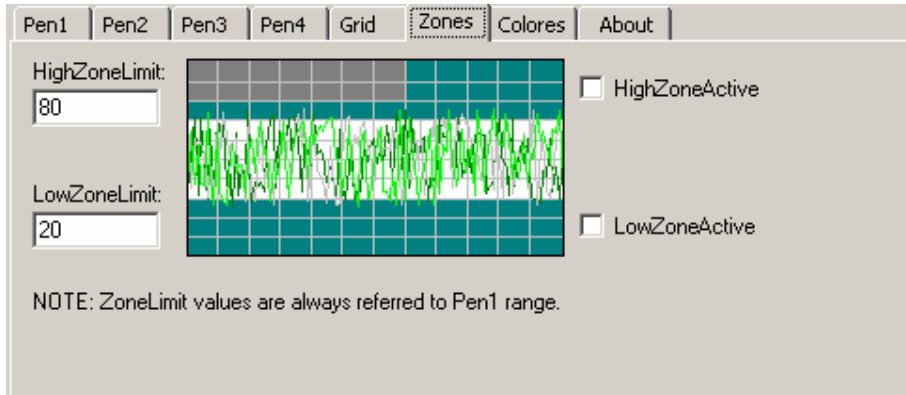 Pen1 Pen2 Pen3 Pen4 Grid Zones Colores About
HighZoneLimit:
80
HighZoneActive
LowZoneLimit:
20
LowZoneActive
NOTE: ZoneLimit values are always referred to Pen1 range.